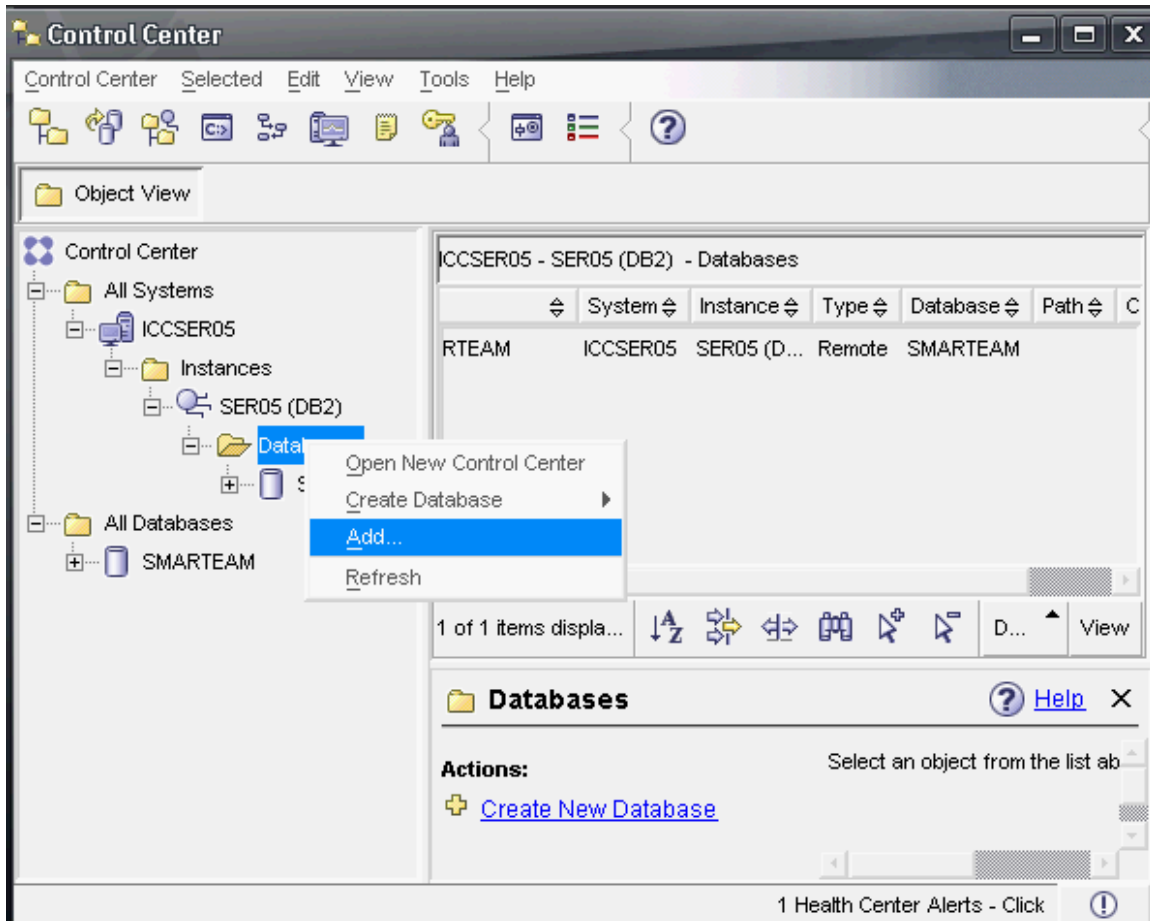 Control Center
Control Center Selected Edit View Tools Help
Object View
Control Center
All Systems
ICCSER05
Instances
SER05 (DB2)
All Databases
SMARTEAM
Open New Control Center
Create Database
Add...
Refresh
ICCSER05 - SER05 (DB2) - Databases
System Instance Type Database Path C
RTEAM ICCSER05 SER05 (D... Remote SMARTEAM
1 of 1 items displa... D... View
Databases Help
Actions:
Select an object from the list ab
Create New Database
1 Health Center Alerts - Click